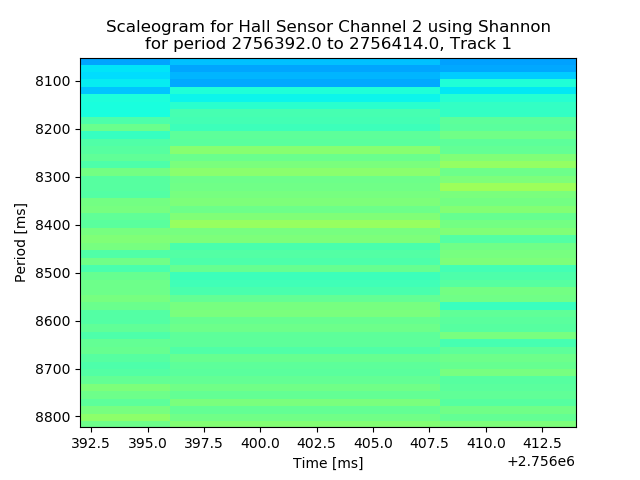 Scaleogram for Hall Sensor Channel 2 using Shannon
for period 2756392.0 to 2756414.0, Track 1
8100
8200
8300
8400
8500
8600
8700
8800
Period [ms]
392.5 395.0 397.5 400.0 402.5 405.0 407.5 410.0 412.5
Time [ms]
+2.756e6